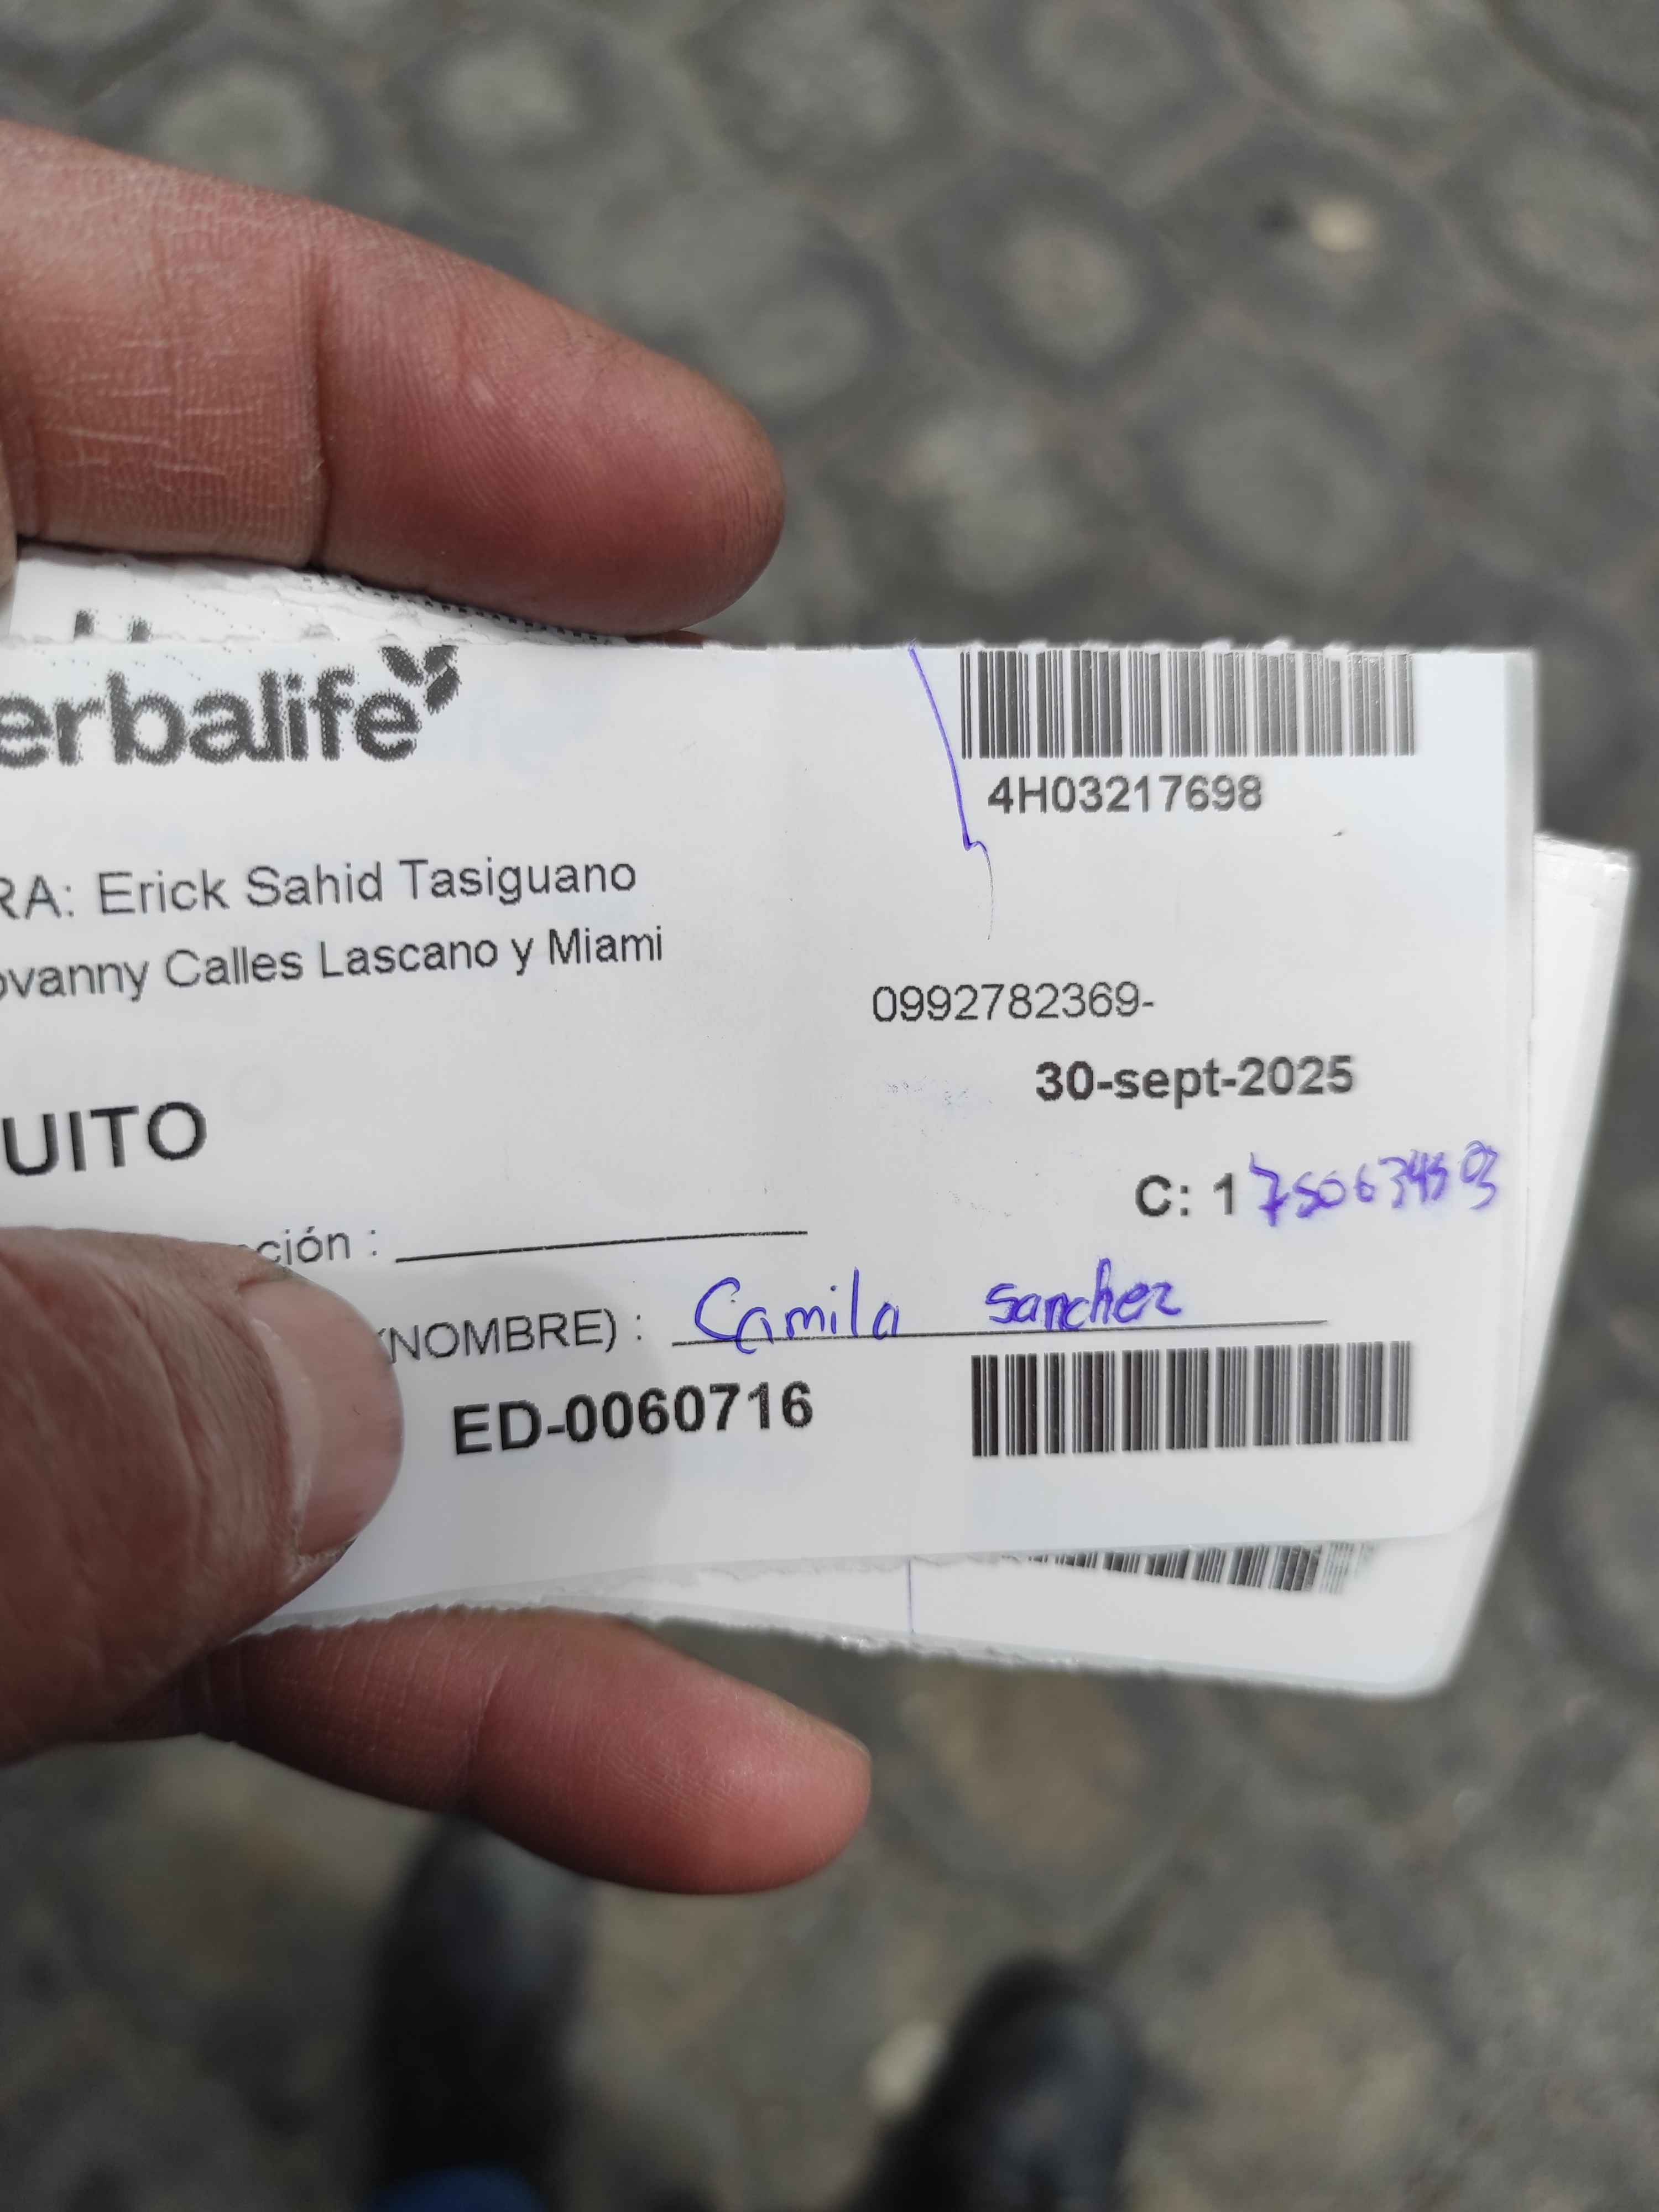 erbalife
4H03217698
RA: Erick Sahid Tasiguano
ovanny Calles Lascano y Miami
0992782369-
30-sept-2025
UITO
C: 1
ción :
(NOMBRE) : Camila Sanchez
ED-0060716